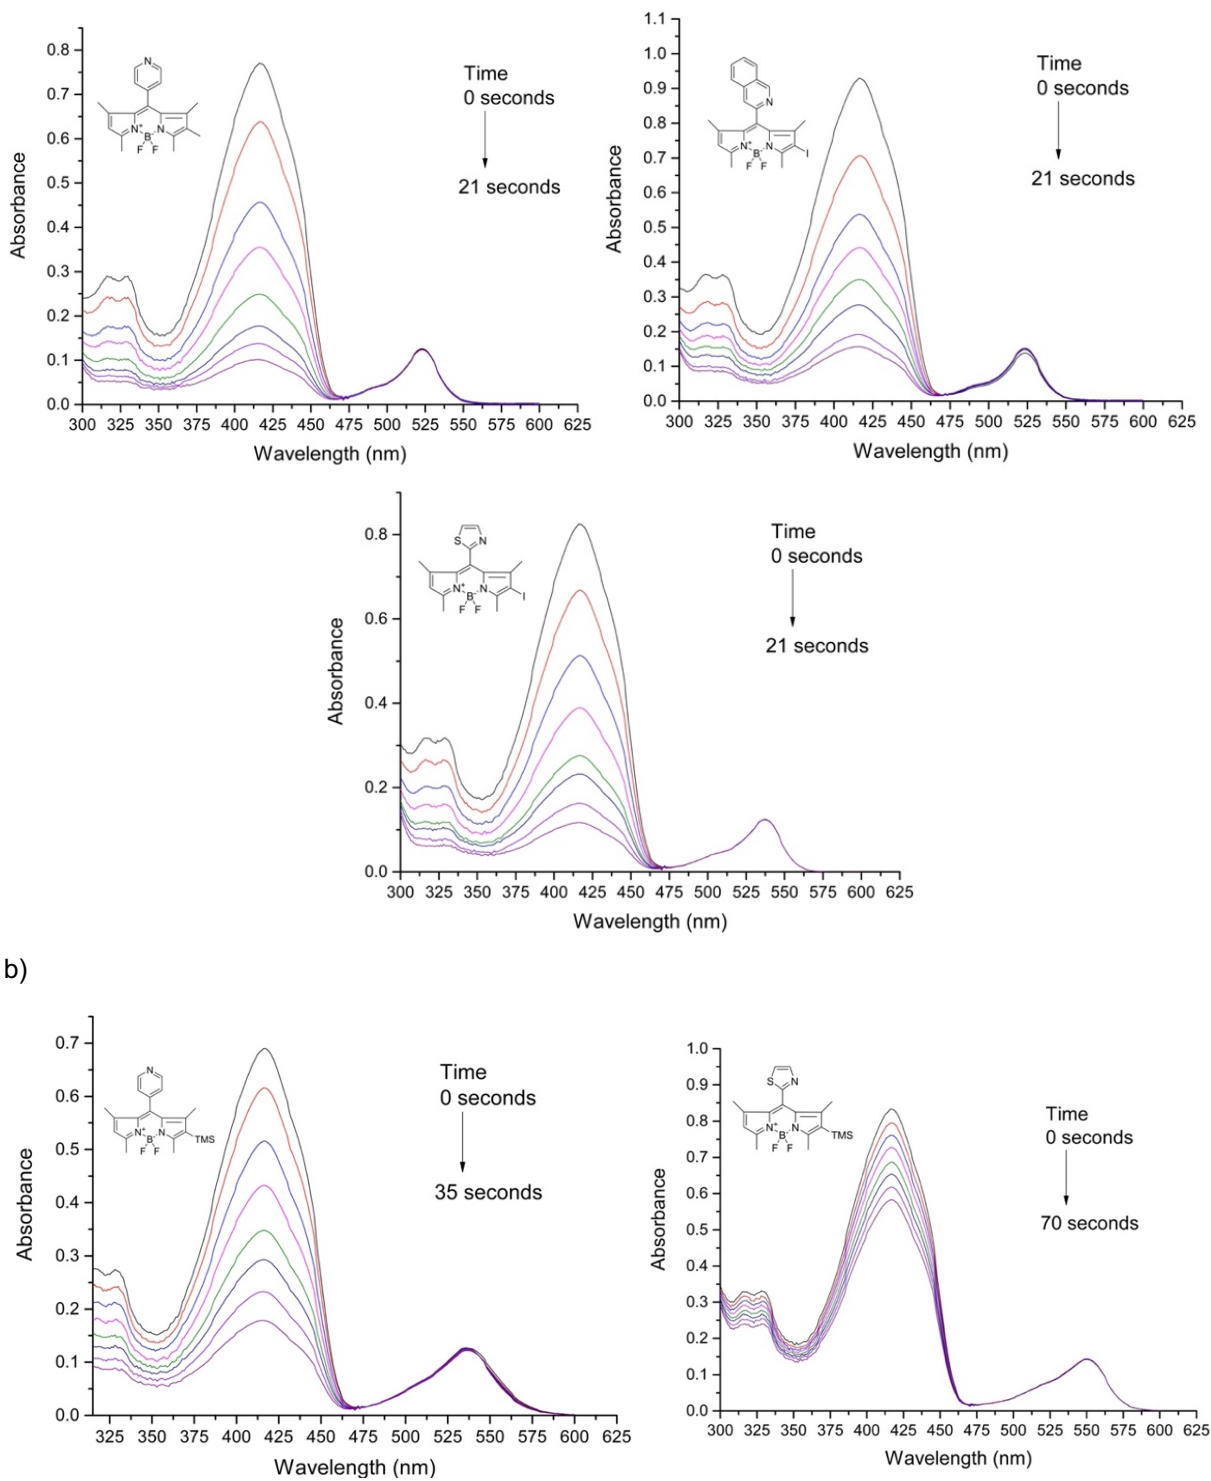 0.8
0.7
0.6
0.5
0.4
0.3
0.2
0.1
0.0
300 325 350 375 400 425 450 475 500 525 550 575 600 625
Absorbance
Wavelength (nm)
N
N+ B- N
F F
Time
0 seconds
21 seconds
1.1
1.0
0.9
0.8
0.7
0.6
0.5
0.4
0.3
0.2
0.1
0.0
300 325 350 375 400 425 450 475 500 525 550 575 600 625
Absorbance
Wavelength (nm)
N
N+ B- N I
F F
Time
0 seconds
21 seconds
0.8
0.6
0.4
0.2
0.0
300 325 350 375 400 425 450 475 500 525 550 575 600 625
Absorbance
Wavelength (nm)
S N
N+ B- N I
F F
Time
0 seconds
21 seconds
b)
0.7
0.6
0.5
0.4
0.3
0.2
0.1
0.0
325 350 375 400 425 450 475 500 525 550 575 600 625
Absorbance
Wavelength (nm)
N
N+ B- N TMS
F F
Time
0 seconds
35 seconds
1.0
0.9
0.8
0.7
0.6
0.5
0.4
0.3
0.2
0.1
0.0
300 325 350 375 400 425 450 475 500 525 550 575 600 625
Absorbance
Wavelength (nm)
S N
N+ B- N TMS
F F
Time
0 seconds
70 seconds